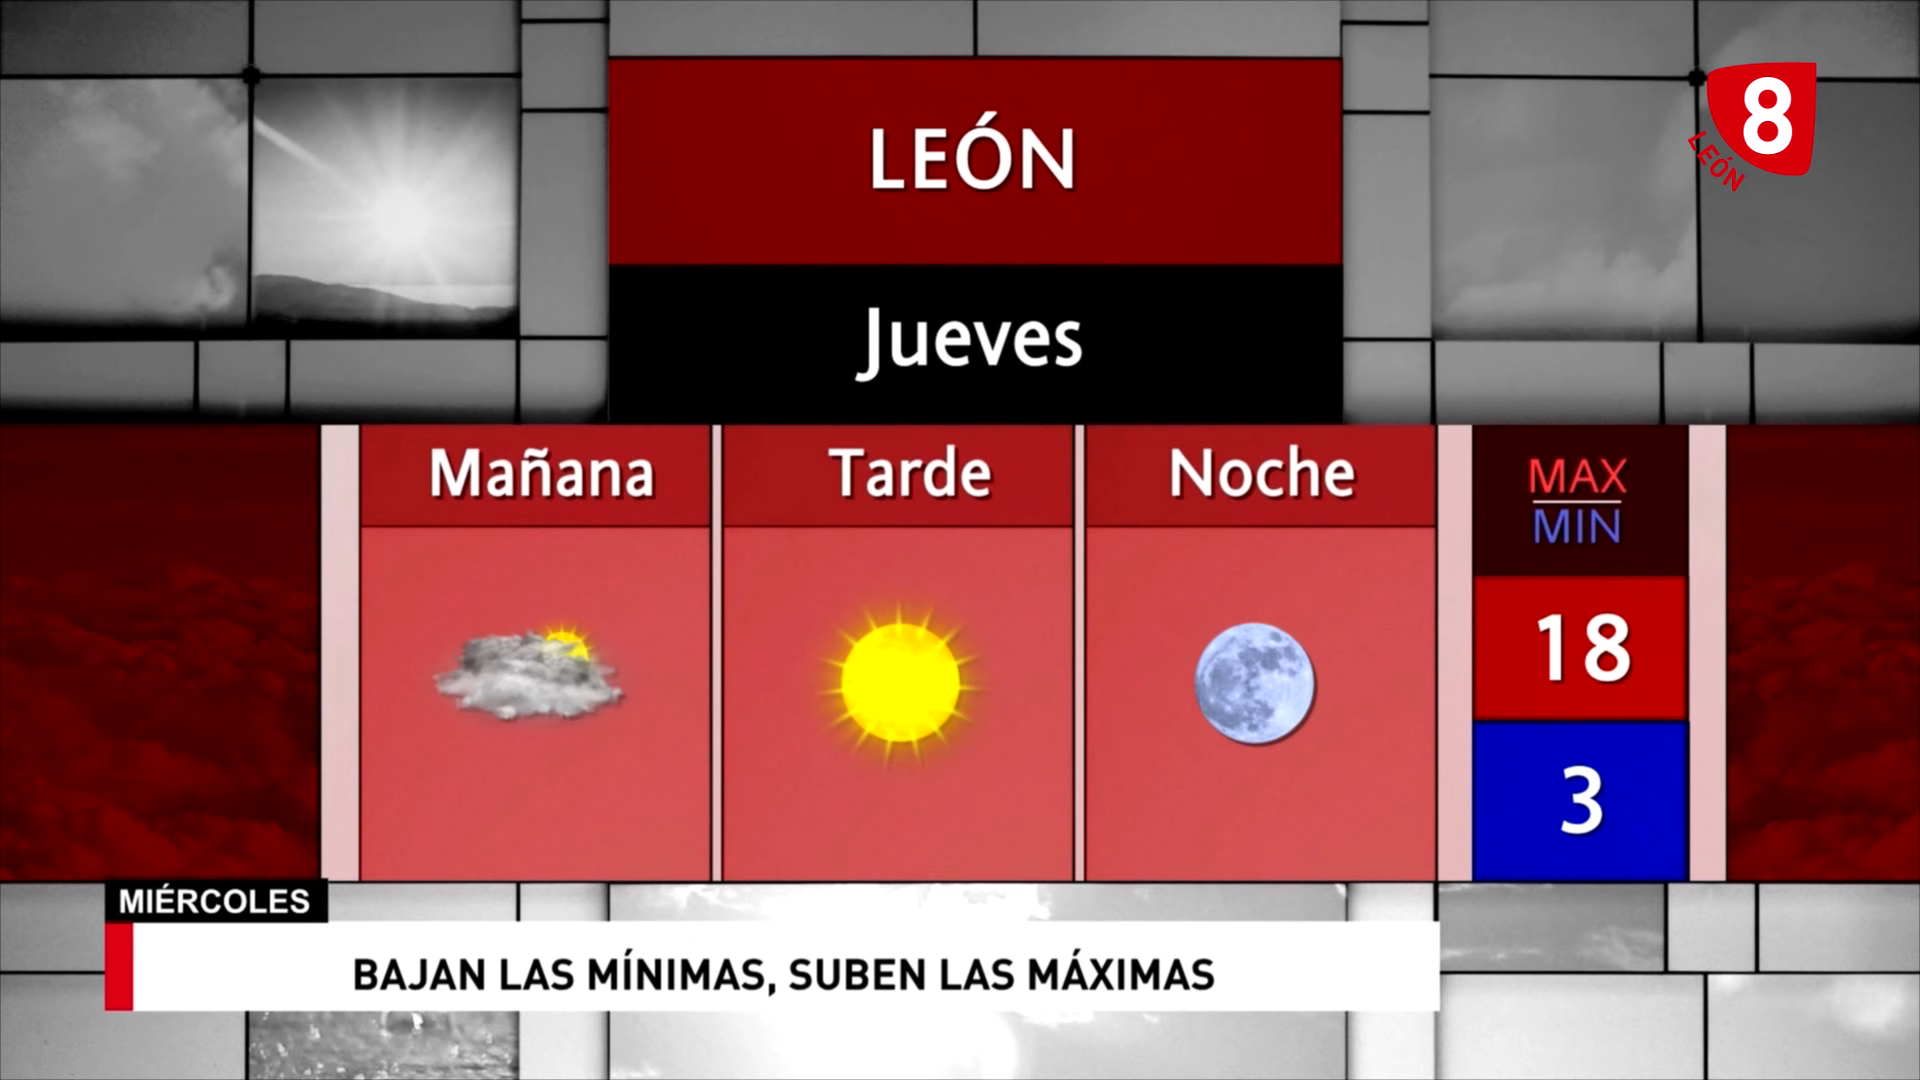 LEÓN
8
LEÓN
Jueves
Mañana
Tarde
Noche
MAX
MIN
18
3
MIÉRCOLES
BAJAN LAS MÍNIMAS, SUBEN LAS MÁXIMAS